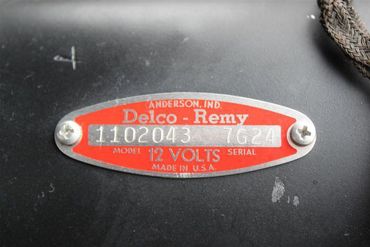 ANDERSON, IND.
Delco - Remy
1102043 7G24
MODEL 12 VOLTS SERIAL
MADE IN U.S.A.